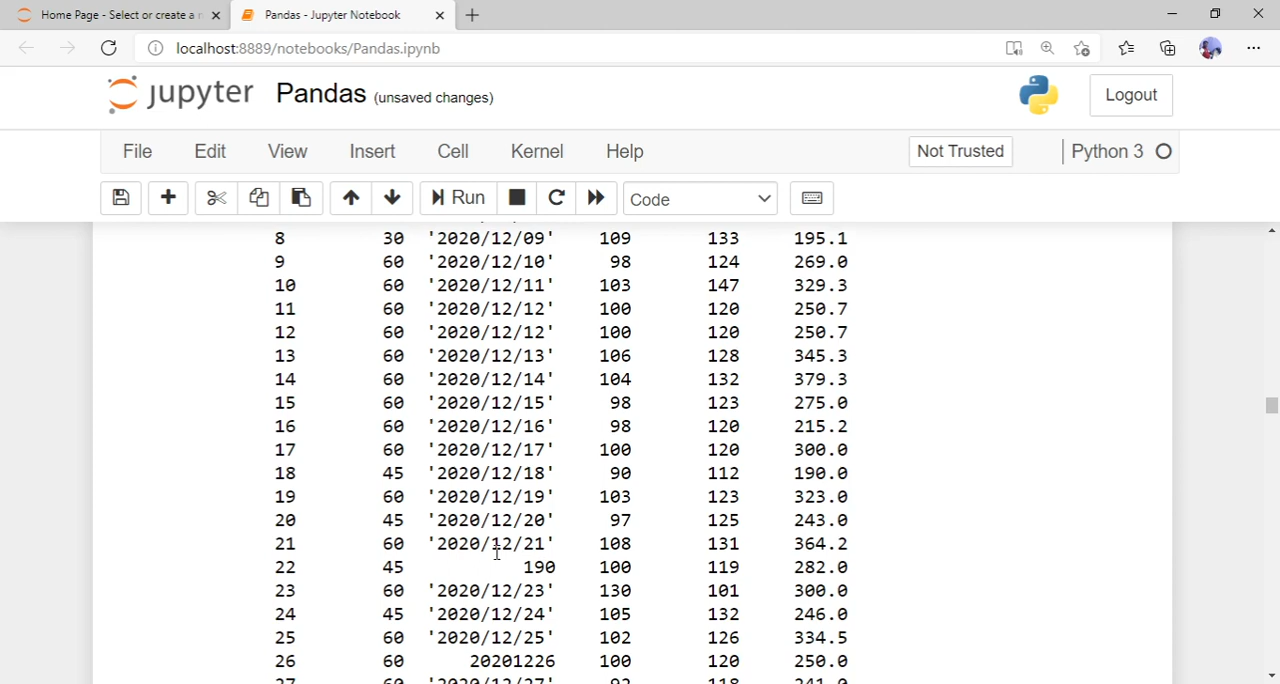 Home Page - Select or create a n
Pandas - Jupyter Notebook
localhost:8889/notebooks/Pandas.ipynb
jupyter Pandas (unsaved changes)
Logout
File Edit View Insert Cell Kernel Help Not Trusted Python 3
Run Code
8 30 '2020/12/09' 109 133 195.1
9 60 '2020/12/10' 98 124 269.0
10 60 '2020/12/11' 103 147 329.3
11 60 '2020/12/12' 100 120 250.7
12 60 '2020/12/12' 100 120 250.7
13 60 '2020/12/13' 106 128 345.3
14 60 '2020/12/14' 104 132 379.3
15 60 '2020/12/15' 98 123 275.0
16 60 '2020/12/16' 98 120 215.2
17 60 '2020/12/17' 100 120 300.0
18 45 '2020/12/18' 90 112 190.0
19 60 '2020/12/19' 103 123 323.0
20 45 '2020/12/20' 97 125 243.0
21 60 '2020/12/21' 108 131 364.2
22 45 190 100 119 282.0
23 60 '2020/12/23' 130 101 300.0
24 45 '2020/12/24' 105 132 246.0
25 60 '2020/12/25' 102 126 334.5
26 60 20201226 100 120 250.0
27 60 '2020/12/27' 92 118 241.0